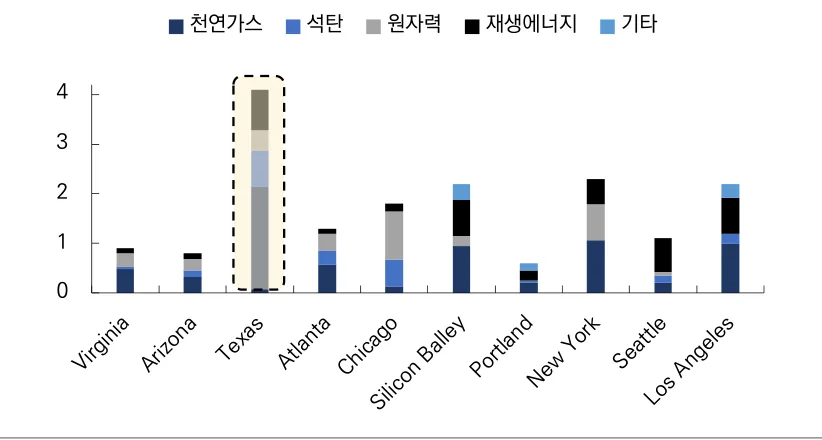 천연가스 석탄 원자력 재생에너지 기타
4
3
2
1
0
Virginia Arizona Texas Atlanta Chicago Silicon Balley Portland New York Seattle Los Angeles